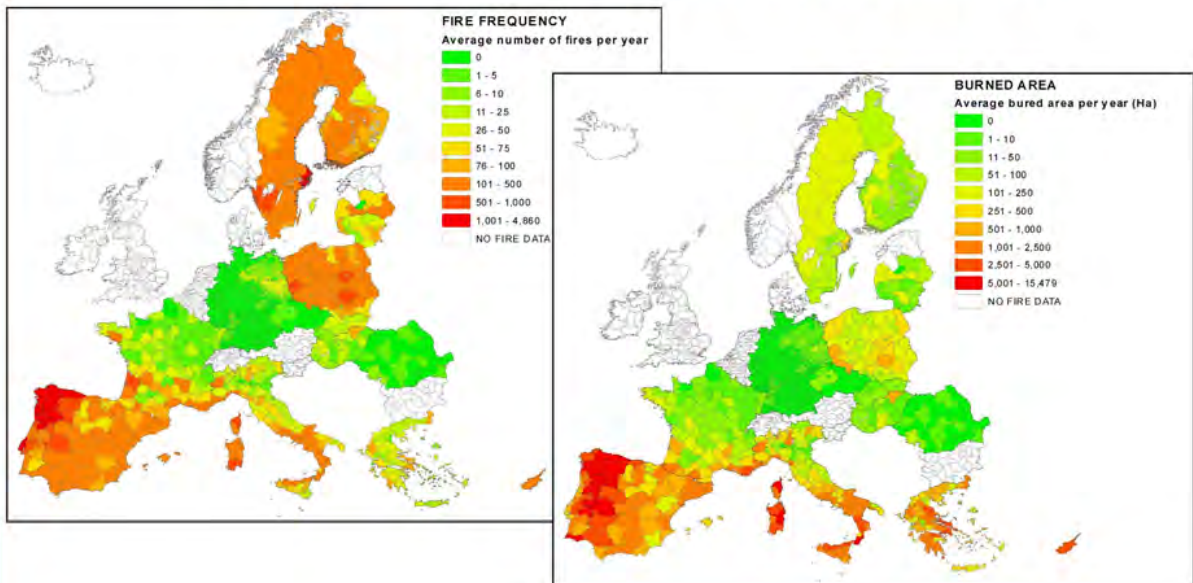 FIRE FREQUENCY
Average number of fires per year
0
1 - 5
6 - 10
11 - 25
26 - 50
51 - 75
76 - 100
101 - 500
501 - 1,000
1,001 - 4,860
NO FIRE DATA
BURNED AREA
Average bured area per year (Ha)
0
1 - 10
11 - 50
51 - 100
101 - 250
251 - 500
501 - 1,000
1,001 - 2,500
2,501 - 5,000
5,001 - 15,479
NO FIRE DATA